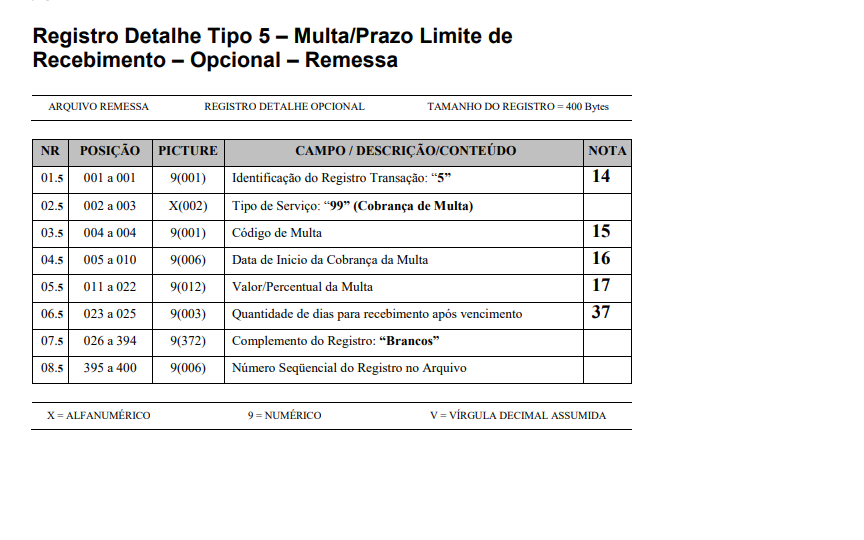 Registro Detalhe Tipo 5 – Multa/Prazo Limite de
Recebimento – Opcional – Remessa
ARQUIVO REMESSA REGISTRO DETALHE OPCIONAL TAMANHO DO REGISTRO = 400 Bytes
NR POSIÇÃO PICTURE CAMPO / DESCRIÇÃO/CONTEÚDO NOTA
01.5 001 a 001 9(001) Identificação do Registro Transação: “5” 14
02.5 002 a 003 X(002) Tipo de Serviço: “99” (Cobrança de Multa)
03.5 004 a 004 9(001) Código de Multa 15
04.5 005 a 010 9(006) Data de Inicio da Cobrança da Multa 16
05.5 011 a 022 9(012) Valor/Percentual da Multa 17
06.5 023 a 025 9(003) Quantidade de dias para recebimento após vencimento 37
07.5 026 a 394 9(372) Complemento do Registro: “Brancos”
08.5 395 a 400 9(006) Número Seqüencial do Registro no Arquivo
X = ALFANUMÉRICO 9 = NUMÉRICO V = VÍRGULA DECIMAL ASSUMIDA